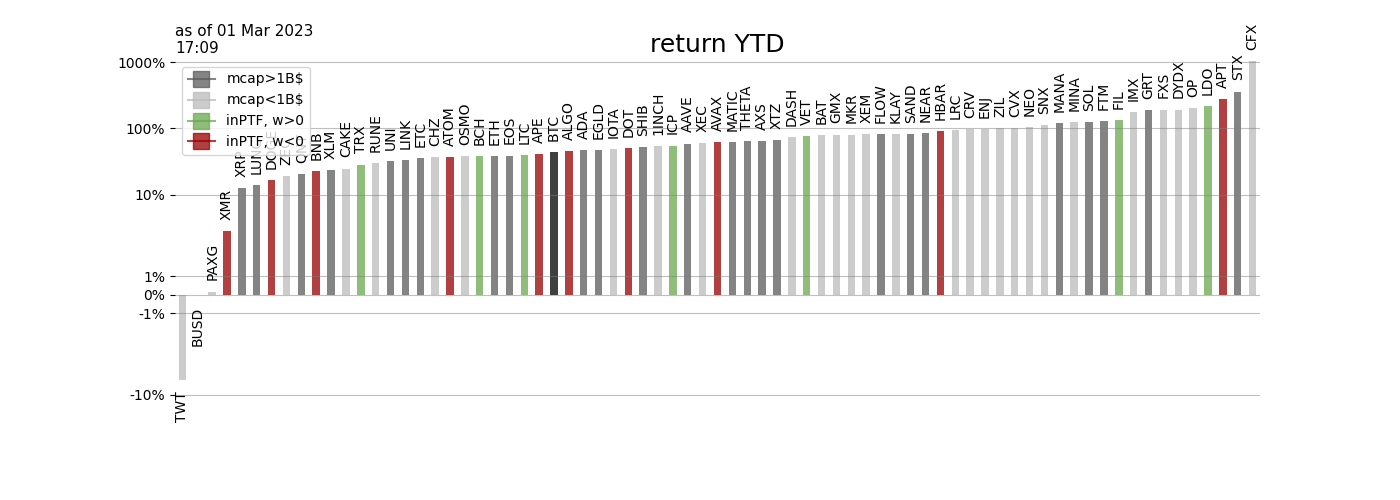 as of 01 Mar 2023
17:09
return YTD
1000%
100%
10%
1%
0%
-1%
-10%
mcap>1B$
mcap<1B$
inPTF, w>0
inPTF, w<0
TWT
BUSD
PAXG
XMR
XRP
LUNC
DOGE
BNB
XLM
CAKE
TRX
RUNE
UNI
LINK
ETC
CHZ
ATOM
OSMO
BCH
ETH
EOS
LTC
APE
BTC
ALGO
ADA
EGLD
IOTA
DOT
SHIB
1INCH
ICP
AAVE
XEC
AVAX
MATIC
THETA
AXS
XTZ
DASH
VET
BAT
GMX
MKR
XEM
FLOW
KLAY
SAND
NEAR
HBAR
LRC
CRV
ENJ
ZIL
CVX
NEO
SNX
MANA
MINA
SOL
FTM
FIL
IMX
GRT
FXS
DYDX
OP
LDO
APT
STX
CFX